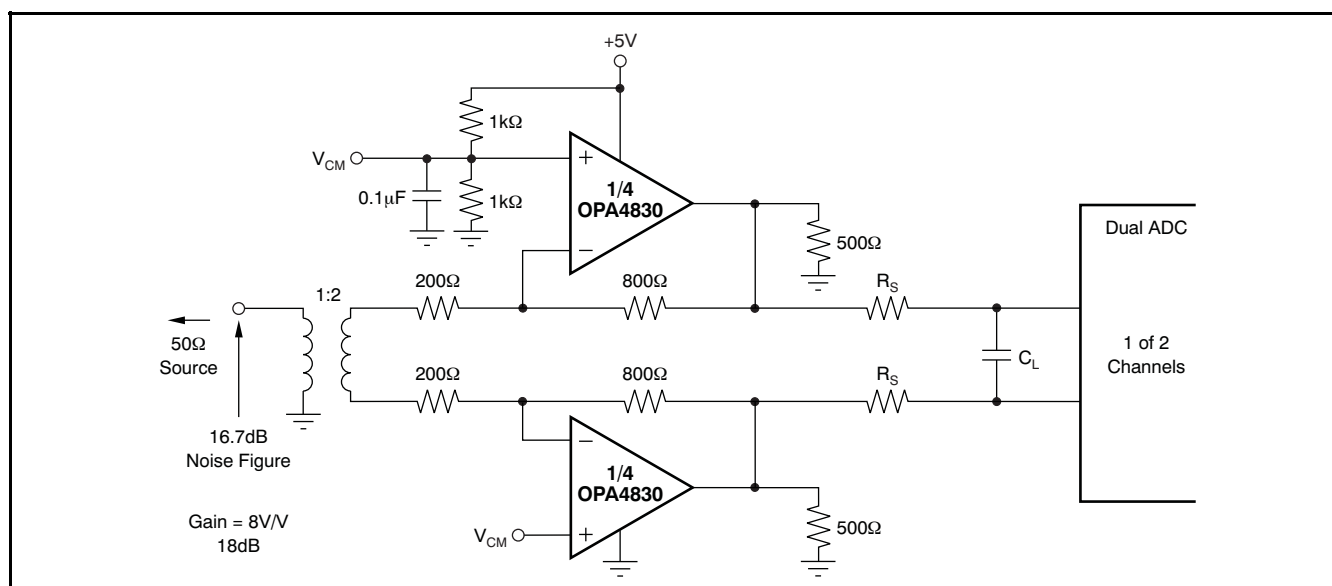 +5V
1kΩ
V_CM
0.1μF
1kΩ
+
1/4
OPA4830
−
500Ω
Dual ADC
1:2
200Ω
800Ω
R_S
50Ω
Source
C_L
1 of 2
Channels
200Ω
800Ω
R_S
16.7dB
Noise Figure
−
1/4
OPA4830
V_CM
+
500Ω
Gain = 8V/V
18dB